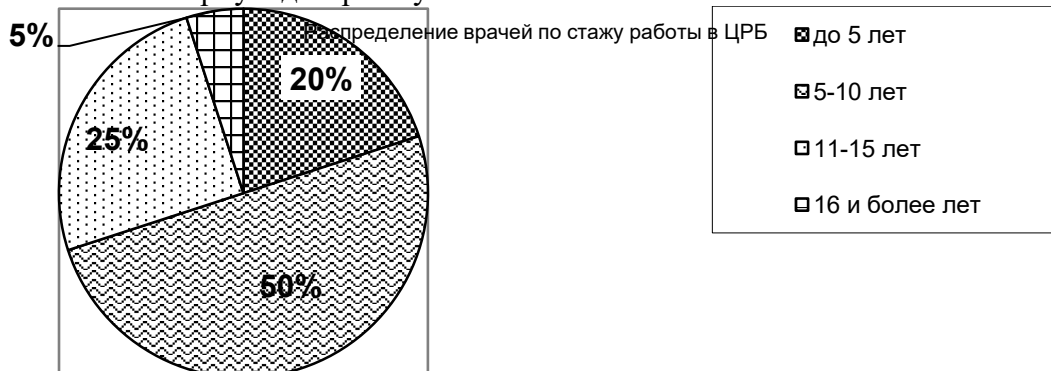 Распределение врачей по стажу работы в ЦРБ
5%
20%
25%
50%
до 5 лет
5-10 лет
11-15 лет
16 и более лет